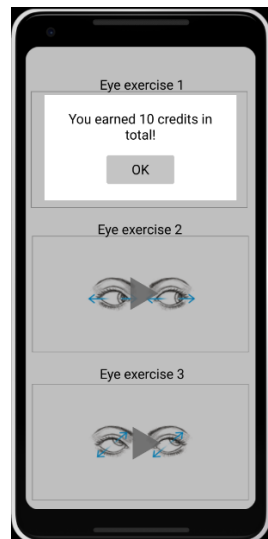 Eye exercise 1
You earned 10 credits in
total!
OK
Eye exercise 2
Eye exercise 3